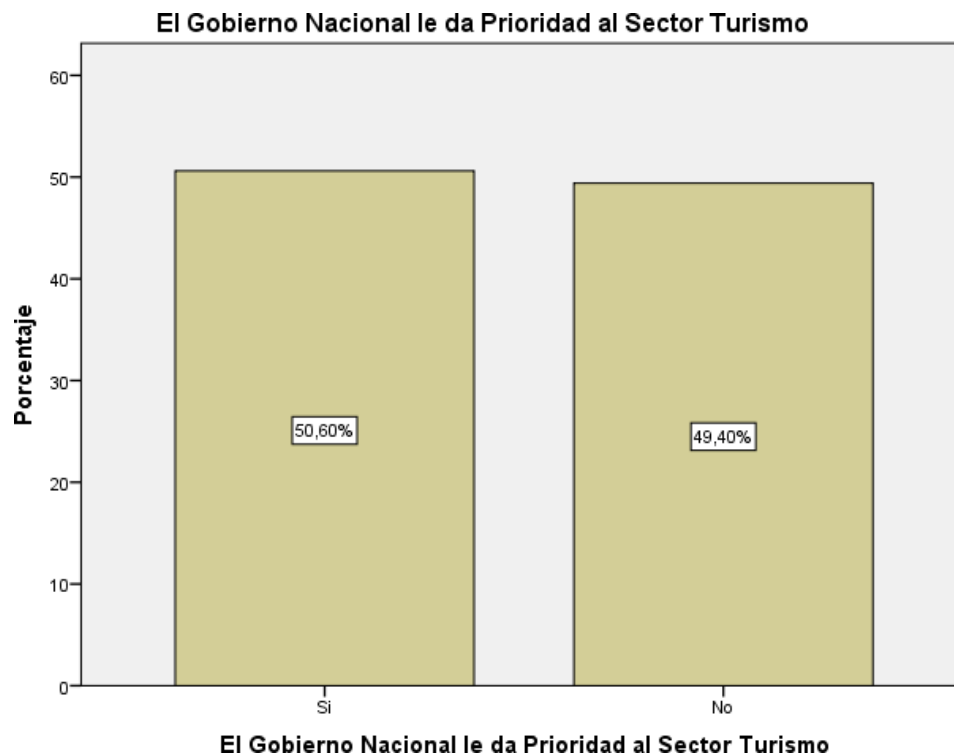 El Gobierno Nacional le da Prioridad al Sector Turismo
60
50
40
30
20
10
0
Porcentaje
50,60%
49,40%
Si
No
El Gobierno Nacional le da Prioridad al Sector Turismo